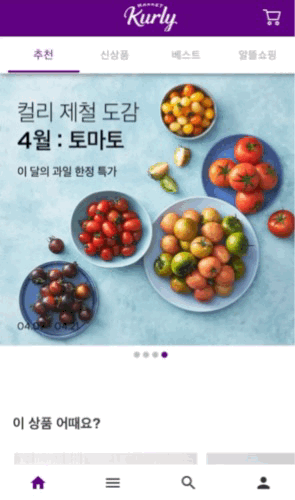 MARKET
Kurly
추천 신상품 베스트 알뜰쇼핑
컬리 제철 도감
4월 : 토마토
이 달의 과일 한정 특가
이 상품 어때요?